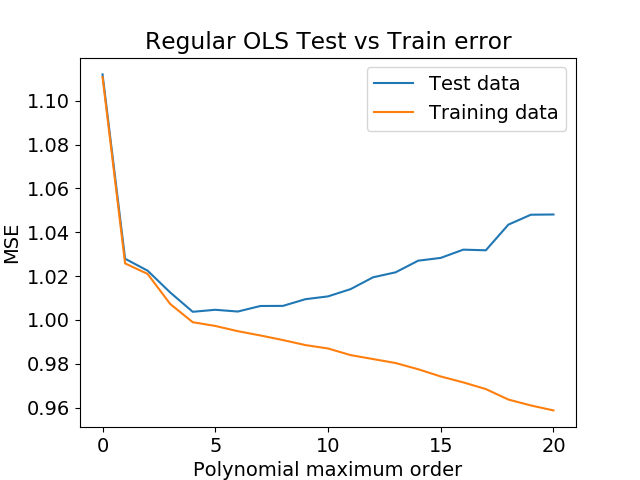 Regular OLS Test vs Train error
Test data
Training data
1.10
1.08
1.06
1.04
1.02
1.00
0.98
0.96
MSE
0 5 10 15 20
Polynomial maximum order